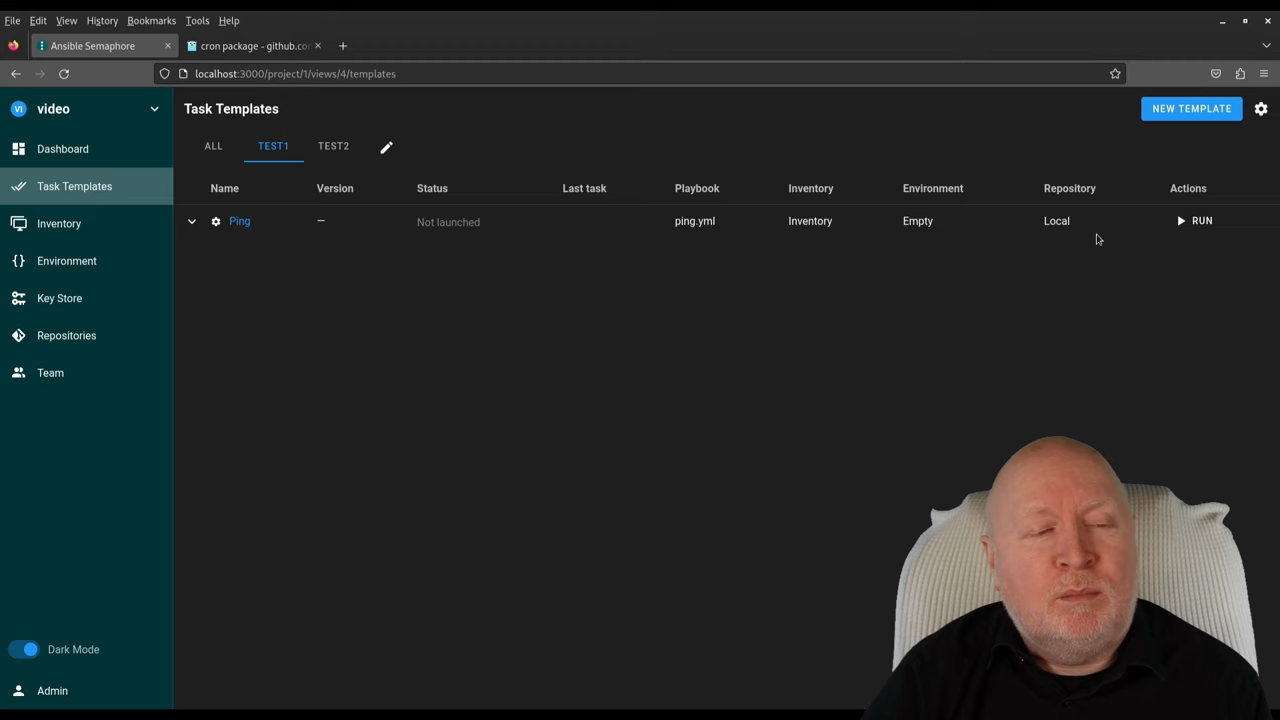 File Edit View History Bookmarks Tools Help
Ansible Semaphore
cron package - github.co
localhost:3000/project/1/views/4/templates
VI video
Task Templates
NEW TEMPLATE
ALL TEST1 TEST2
Dashboard
Task Templates
Inventory
Environment
Key Store
Repositories
Team
Name Version Status Last task Playbook Inventory Environment Repository Actions
Ping — Not launched ping.yml Inventory Empty Local RUN
Dark Mode
Admin